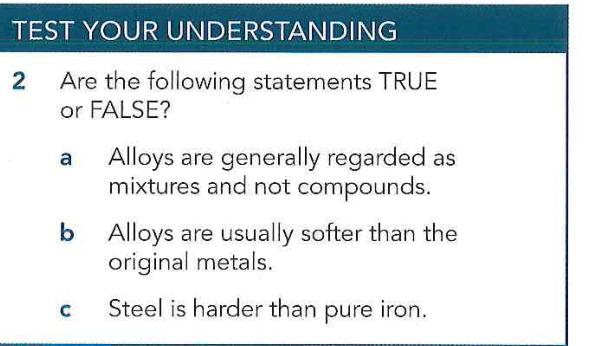 TEST YOUR UNDERSTANDING
2 Are the following statements TRUE
or FALSE?
a Alloys are generally regarded as
mixtures and not compounds.
b Alloys are usually softer than the
original metals.
c Steel is harder than pure iron.